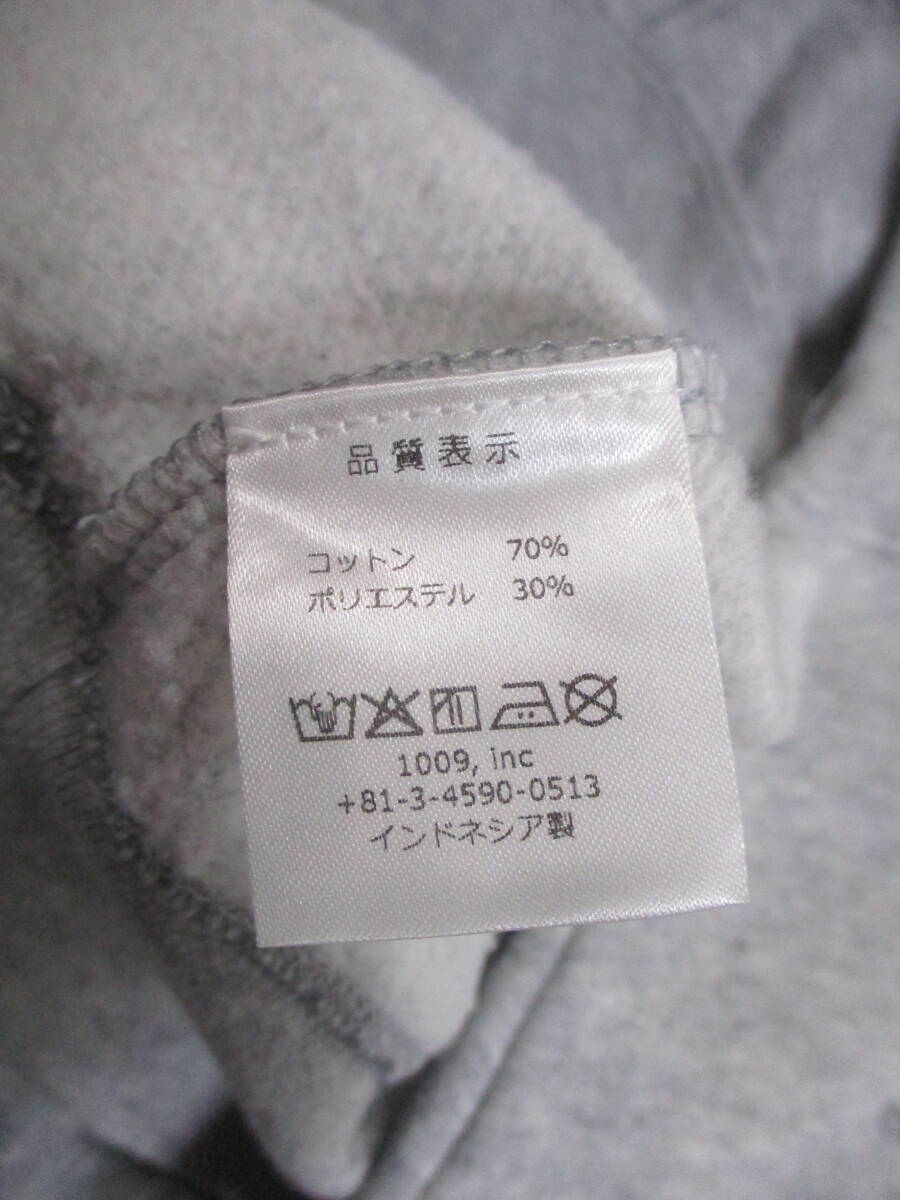 品質表示
コットン 70%
ポリエステル 30%
1009, inc
+81-3-4590-0513
インドネシア製